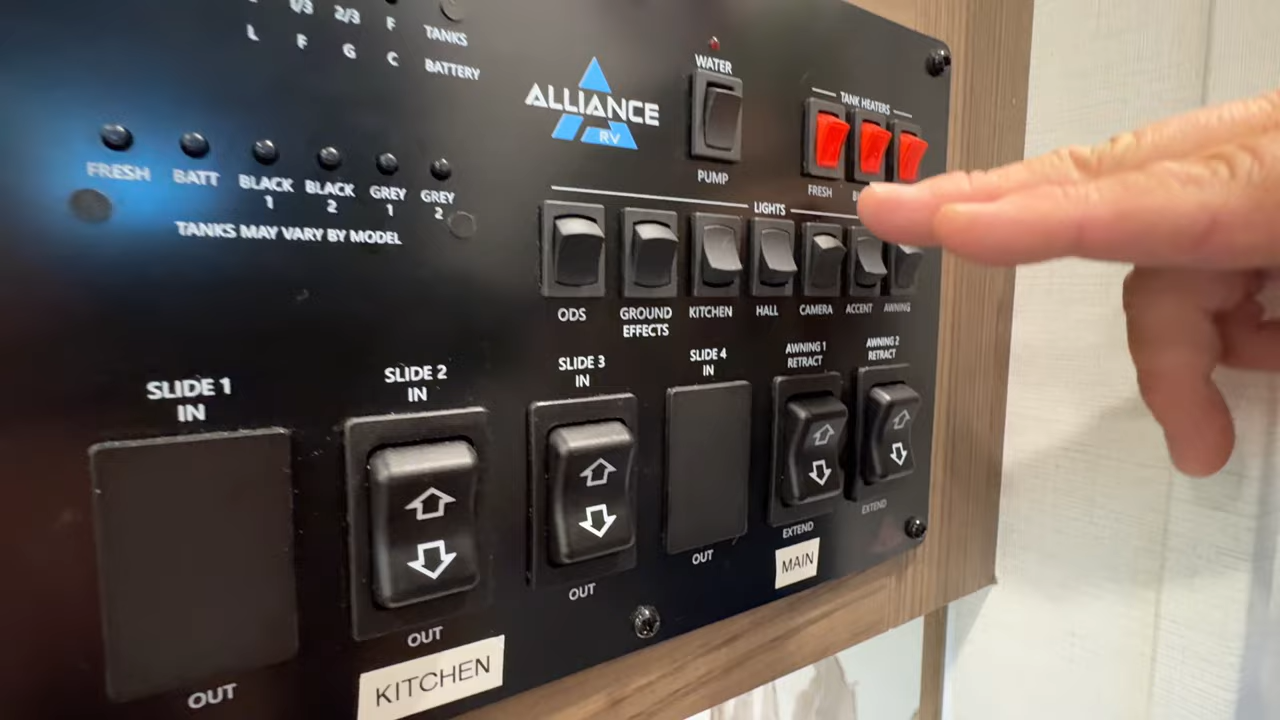 1/3 2/3 F
TANKS
L F G C
BATTERY
FRESH BATT BLACK 1 BLACK 2 GREY 1 GREY 2
TANKS MAY VARY BY MODEL
ALLIANCE
RV
WATER
PUMP
TANK HEATERS
FRESH
LIGHTS
ODS GROUND EFFECTS KITCHEN HALL CAMERA ACCENT AWNING
SLIDE 1
IN
OUT
SLIDE 2
IN
OUT
KITCHEN
SLIDE 3
IN
OUT
SLIDE 4
IN
OUT
AWNING 1
RETRACT
EXTEND
MAIN
AWNING 2
RETRACT
EXTEND